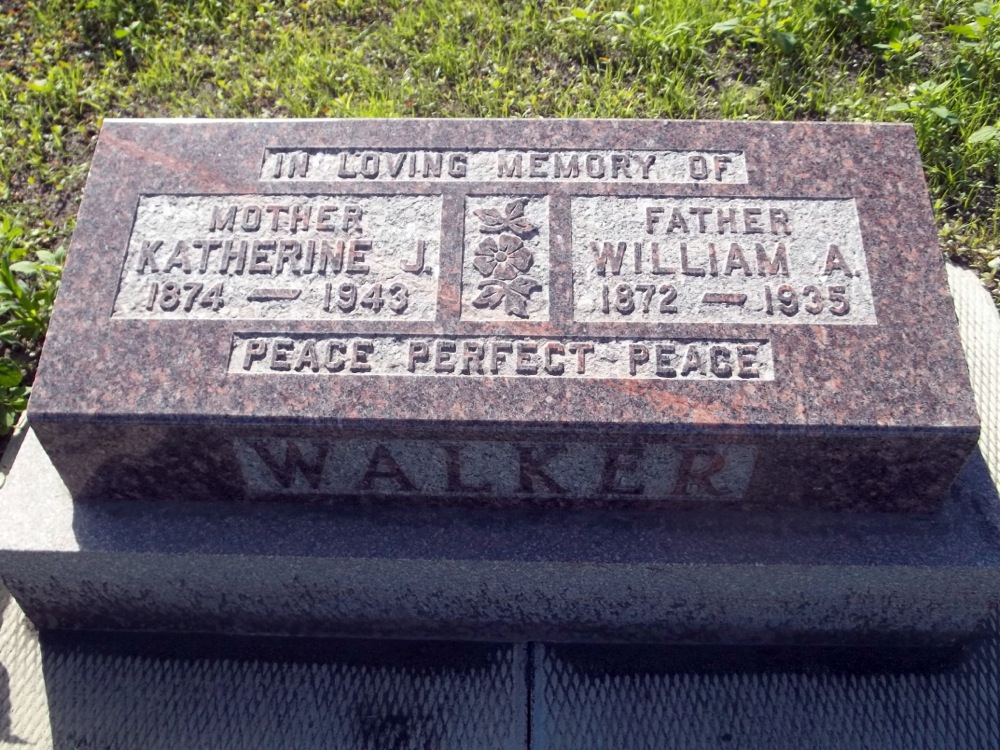 IN LOVING MEMORY OF
MOTHER
KATHERINE J.
1874 — 1943
FATHER
WILLIAM A.
1872 — 1935
PEACE PERFECT PEACE
WALKER